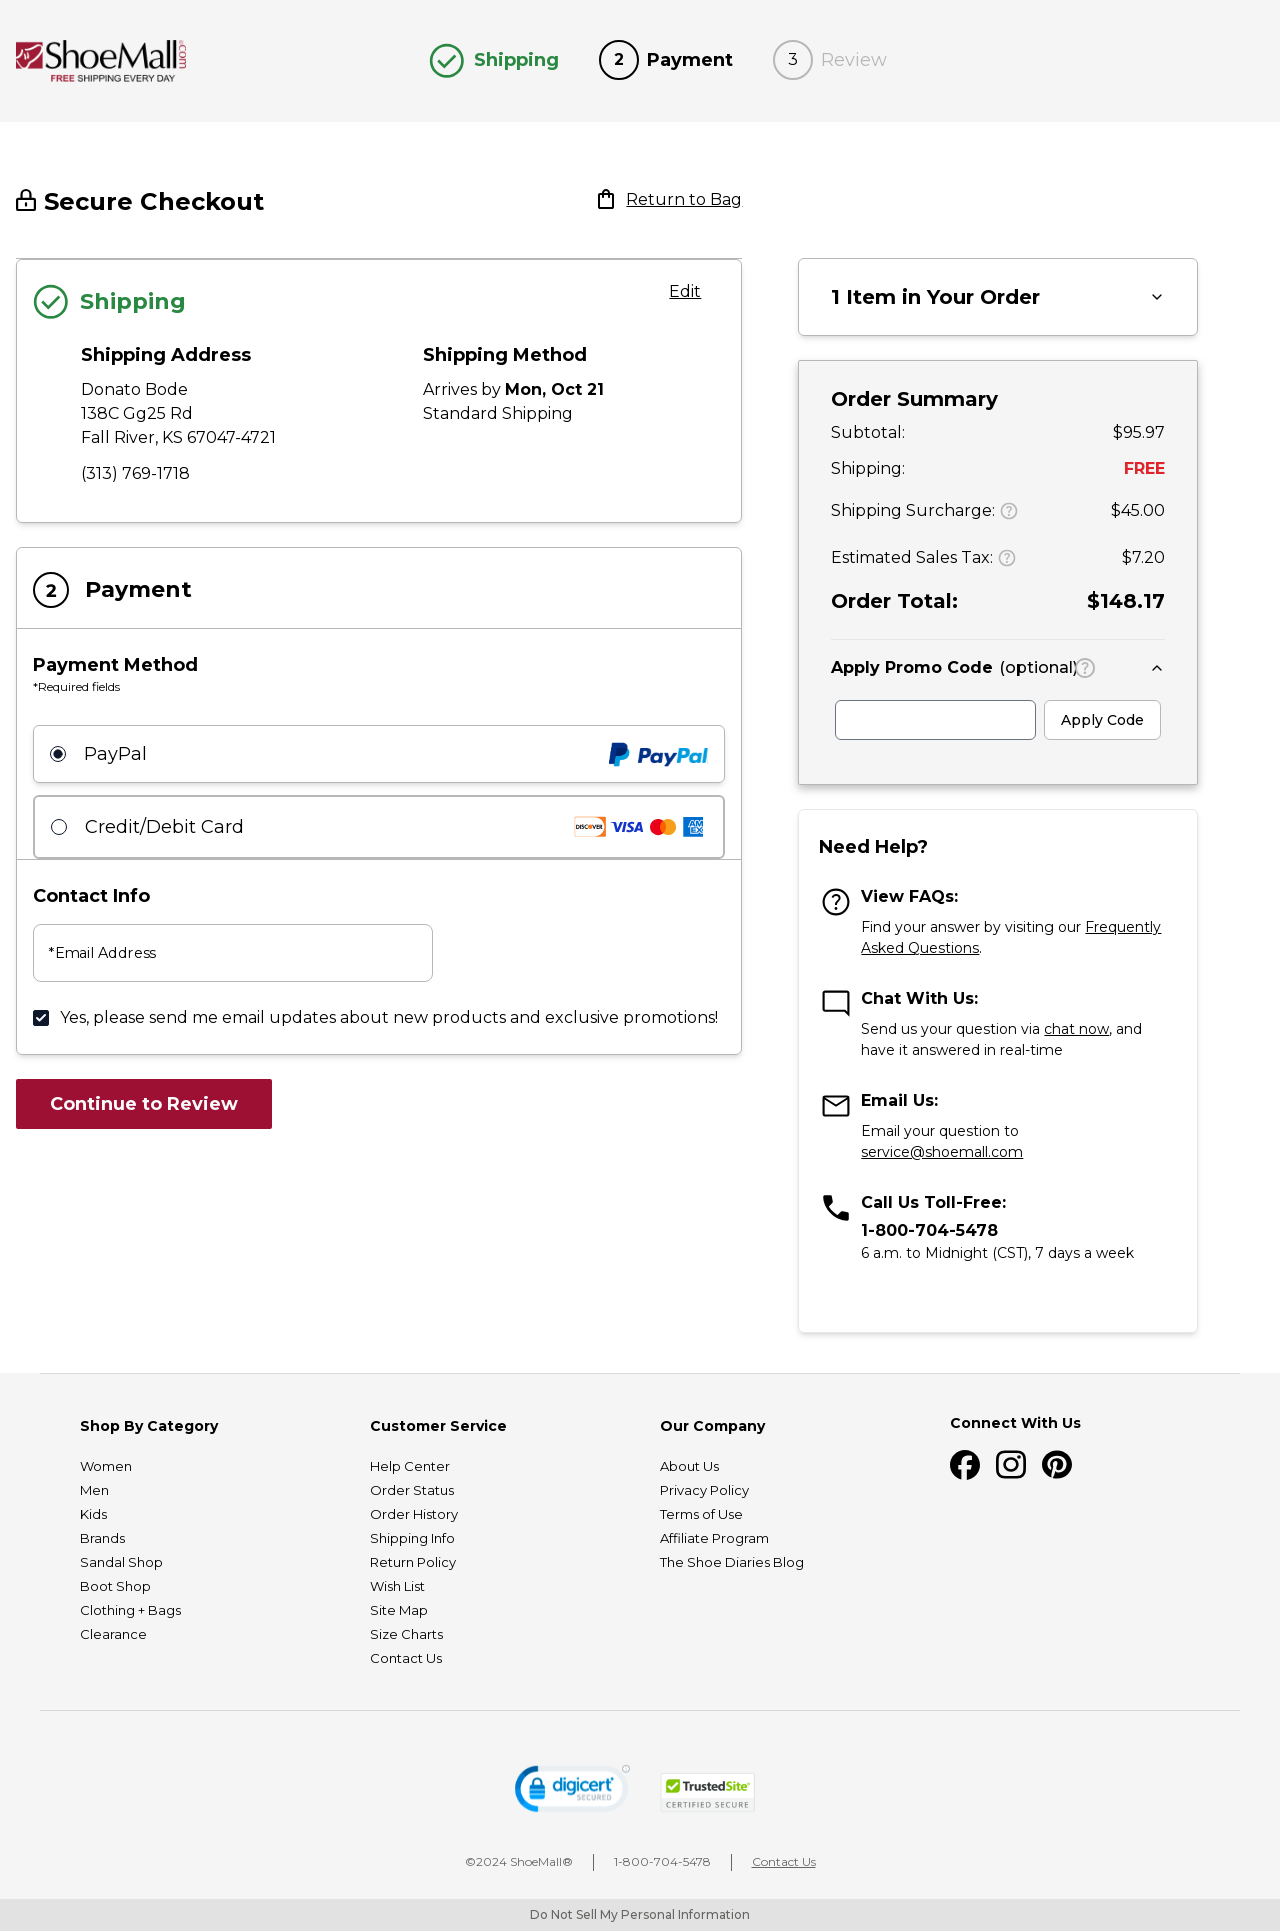 ShoeMall.com
FREE SHIPPING EVERY DAY
Shipping
2 Payment
3 Review
Secure Checkout
Return to Bag
Shipping
Edit
Shipping Address
Donato Bode
138C Gg25 Rd
Fall River, KS 67047-4721
(313) 769-1718
Shipping Method
Arrives by Mon, Oct 21
Standard Shipping
2 Payment
Payment Method
*Required fields
PayPal
PayPal
Credit/Debit Card
DISCOVER VISA AMEX
Contact Info
*Email Address
Yes, please send me email updates about new products and exclusive promotions!
Continue to Review
1 Item in Your Order
Order Summary
Subtotal: $95.97
Shipping: FREE
Shipping Surcharge: ? $45.00
Estimated Sales Tax: ? $7.20
Order Total: $148.17
Apply Promo Code (optional) ?
Apply Code
Need Help?
View FAQs:
Find your answer by visiting our Frequently
Asked Questions.
Chat With Us:
Send us your question via chat now, and
have it answered in real-time
Email Us:
Email your question to
service@shoemall.com
Call Us Toll-Free:
1-800-704-5478
6 a.m. to Midnight (CST), 7 days a week
Shop By Category
Women
Men
Kids
Brands
Sandal Shop
Boot Shop
Clothing + Bags
Clearance
Customer Service
Help Center
Order Status
Order History
Shipping Info
Return Policy
Wish List
Site Map
Size Charts
Contact Us
Our Company
About Us
Privacy Policy
Terms of Use
Affiliate Program
The Shoe Diaries Blog
Connect With Us
digicert
SECURED
TrustedSite
CERTIFIED SECURE
©2024 ShoeMall®
1-800-704-5478
Contact Us
Do Not Sell My Personal Information